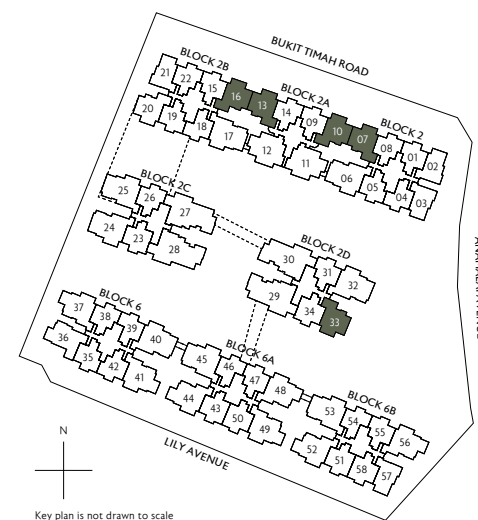 BUKIT TIMAH ROAD
BLOCK 2B
BLOCK 2A
BLOCK 2
21 22 15 16 13 14 09 10 07 08 01 02
20 19 18 17 12 11 06 05 04 03
BLOCK 2C
25 26 27
24 23 28
BLOCK 2D
30 31 32
29 34 33
BLOCK 6
37 38 39 40
36 35 42 41
BLOCK 6A
45 46 47 48
44 43 50 49
BLOCK 6B
53 54 55 56
52 51 58 57
LILY AVENUE
N
Key plan is not drawn to scale